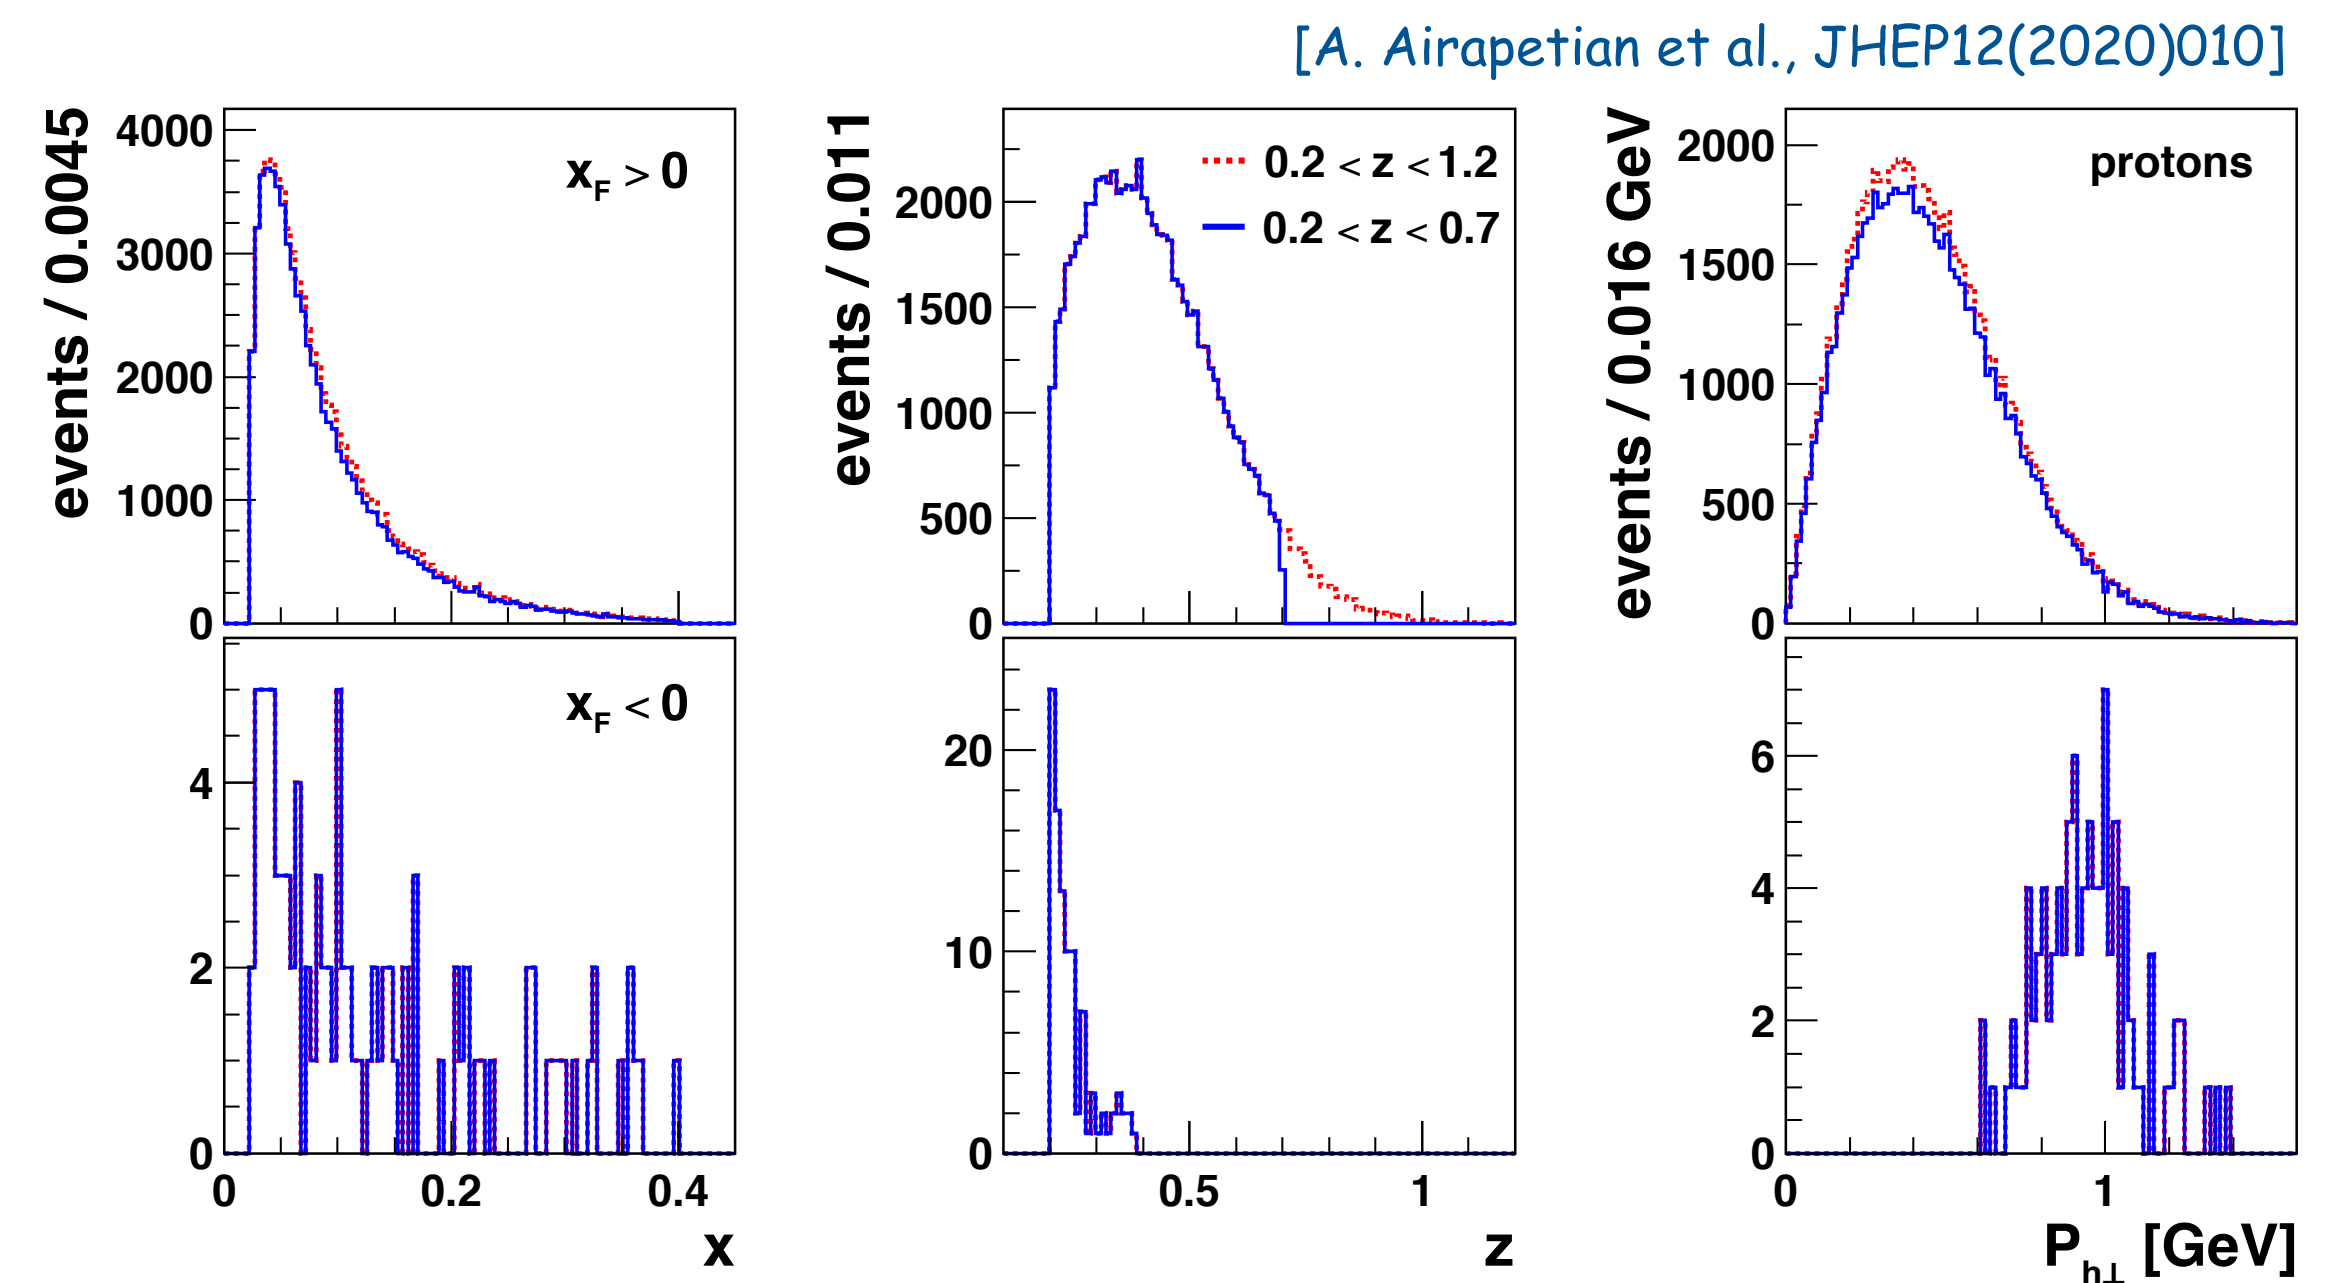 [A. Airapetian et al., JHEP12(2020)010]
events / 0.0045
4000
3000
2000
1000
0
x_F > 0
events / 0.011
2000
1500
1000
500
0
0.2 < z < 1.2
0.2 < z < 0.7
events / 0.016 GeV
2000
1500
1000
500
0
protons
4
2
0
x_F < 0
20
10
0
6
4
2
0
0 0.2 0.4
x
0.5 1
z
0 1
P_h⊥ [GeV]